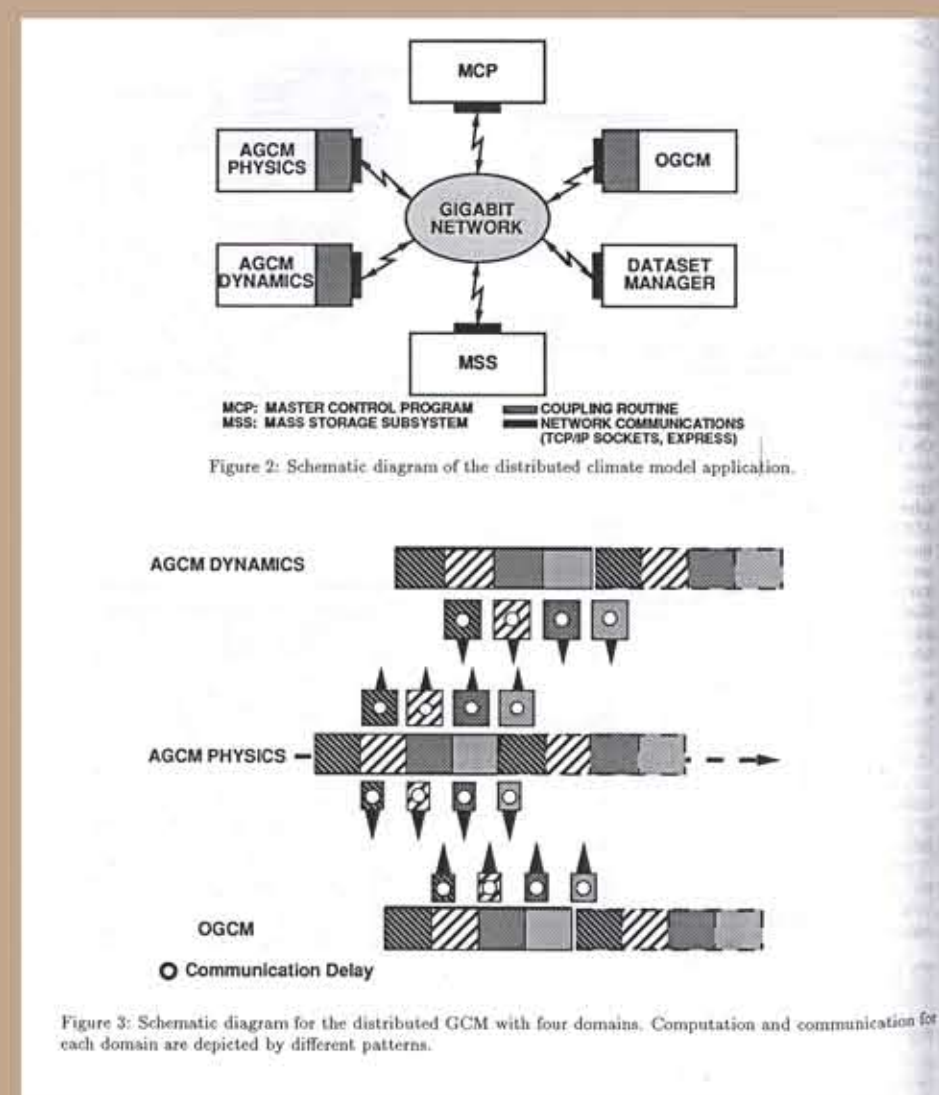 MCP
AGCM
PHYSICS
OGCM
GIGABIT
NETWORK
AGCM
DYNAMICS
DATASET
MANAGER
MSS
MCP: MASTER CONTROL PROGRAM
MSS: MASS STORAGE SUBSYSTEM
COUPLING ROUTINE
NETWORK COMMUNICATIONS
(TCP/IP SOCKETS, EXPRESS)
Figure 2: Schematic diagram of the distributed climate model application.
AGCM DYNAMICS
AGCM PHYSICS
OGCM
Communication Delay
Figure 3: Schematic diagram for the distributed GCM with four domains. Computation and communication for
each domain are depicted by different patterns.